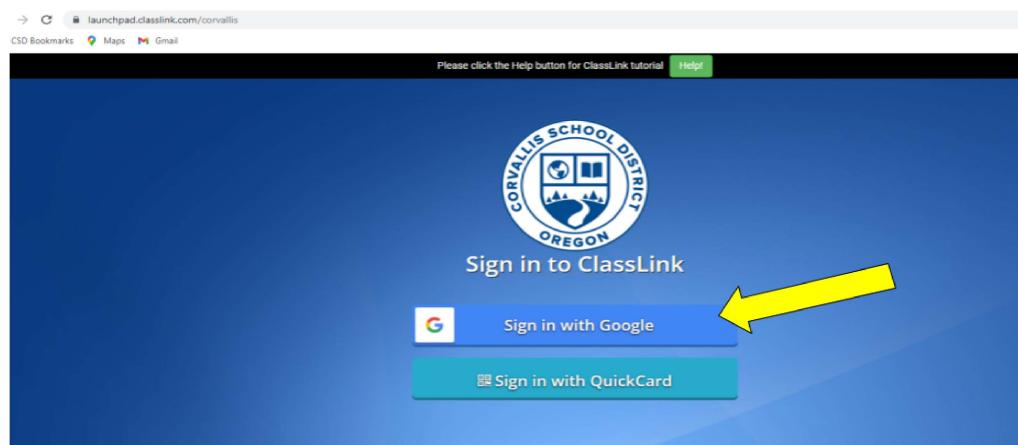 launchpad.classlink.com/corvallis
CSD Bookmarks Maps Gmail
Please click the Help button for ClassLink tutorial Help!
CORVALLIS SCHOOL DISTRICT
OREGON
Sign in to ClassLink
G Sign in with Google
Sign in with QuickCard